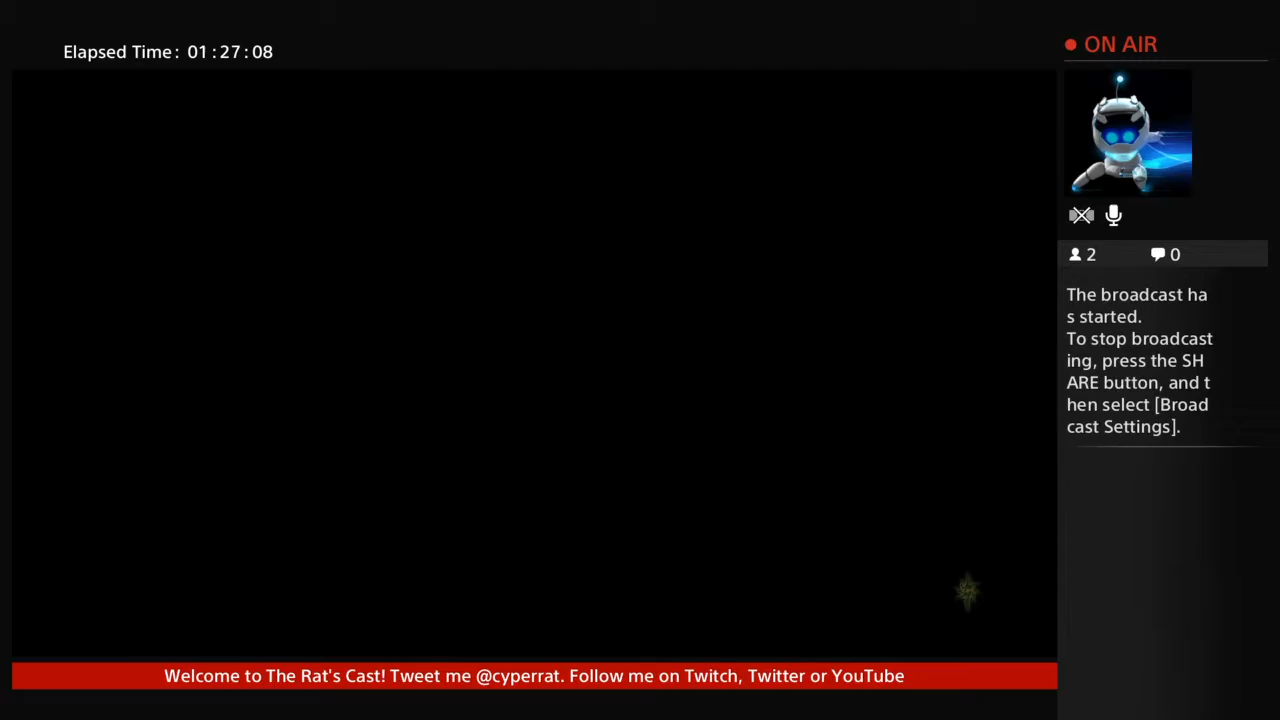 Elapsed Time: 01:27:08
ON AIR
2 0
The broadcast ha
s started.
To stop broadcast
ing, press the SH
ARE button, and t
hen select [Broad
cast Settings].
Welcome to The Rat's Cast! Tweet me @cyperrat. Follow me on Twitch, Twitter or YouTube